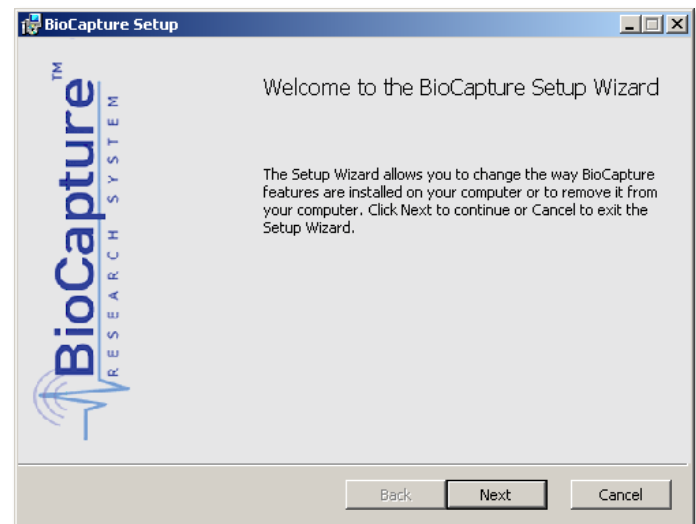 BioCapture Setup
BioCapture™
RESEARCH SYSTEM
Welcome to the BioCapture Setup Wizard
The Setup Wizard allows you to change the way BioCapture
features are installed on your computer or to remove it from
your computer. Click Next to continue or Cancel to exit the
Setup Wizard.
Back
Next
Cancel